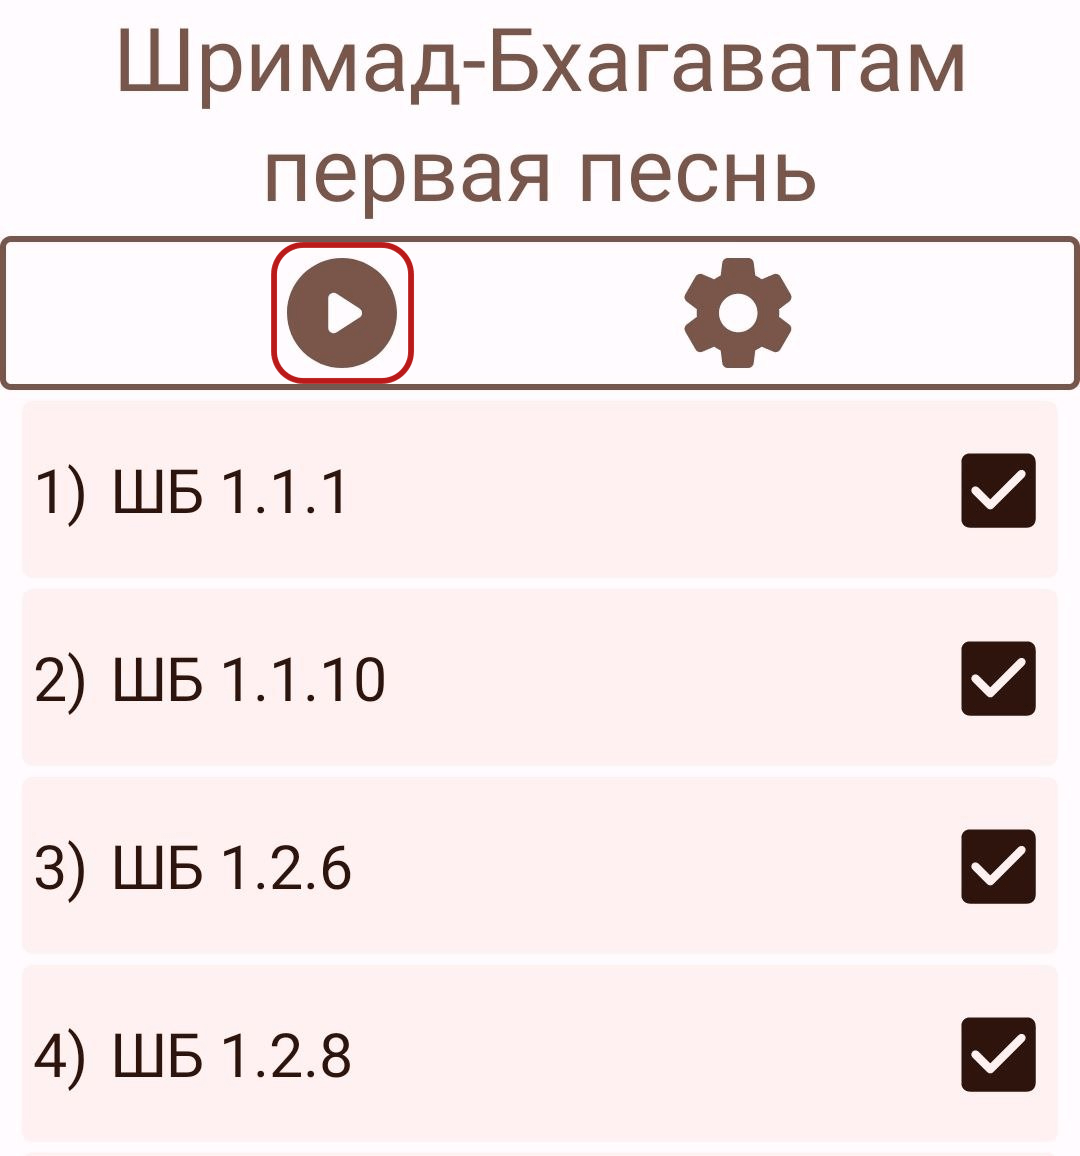 Шримад-Бхагаватам
первая песнь
1) ШБ 1.1.1
2) ШБ 1.1.10
3) ШБ 1.2.6
4) ШБ 1.2.8